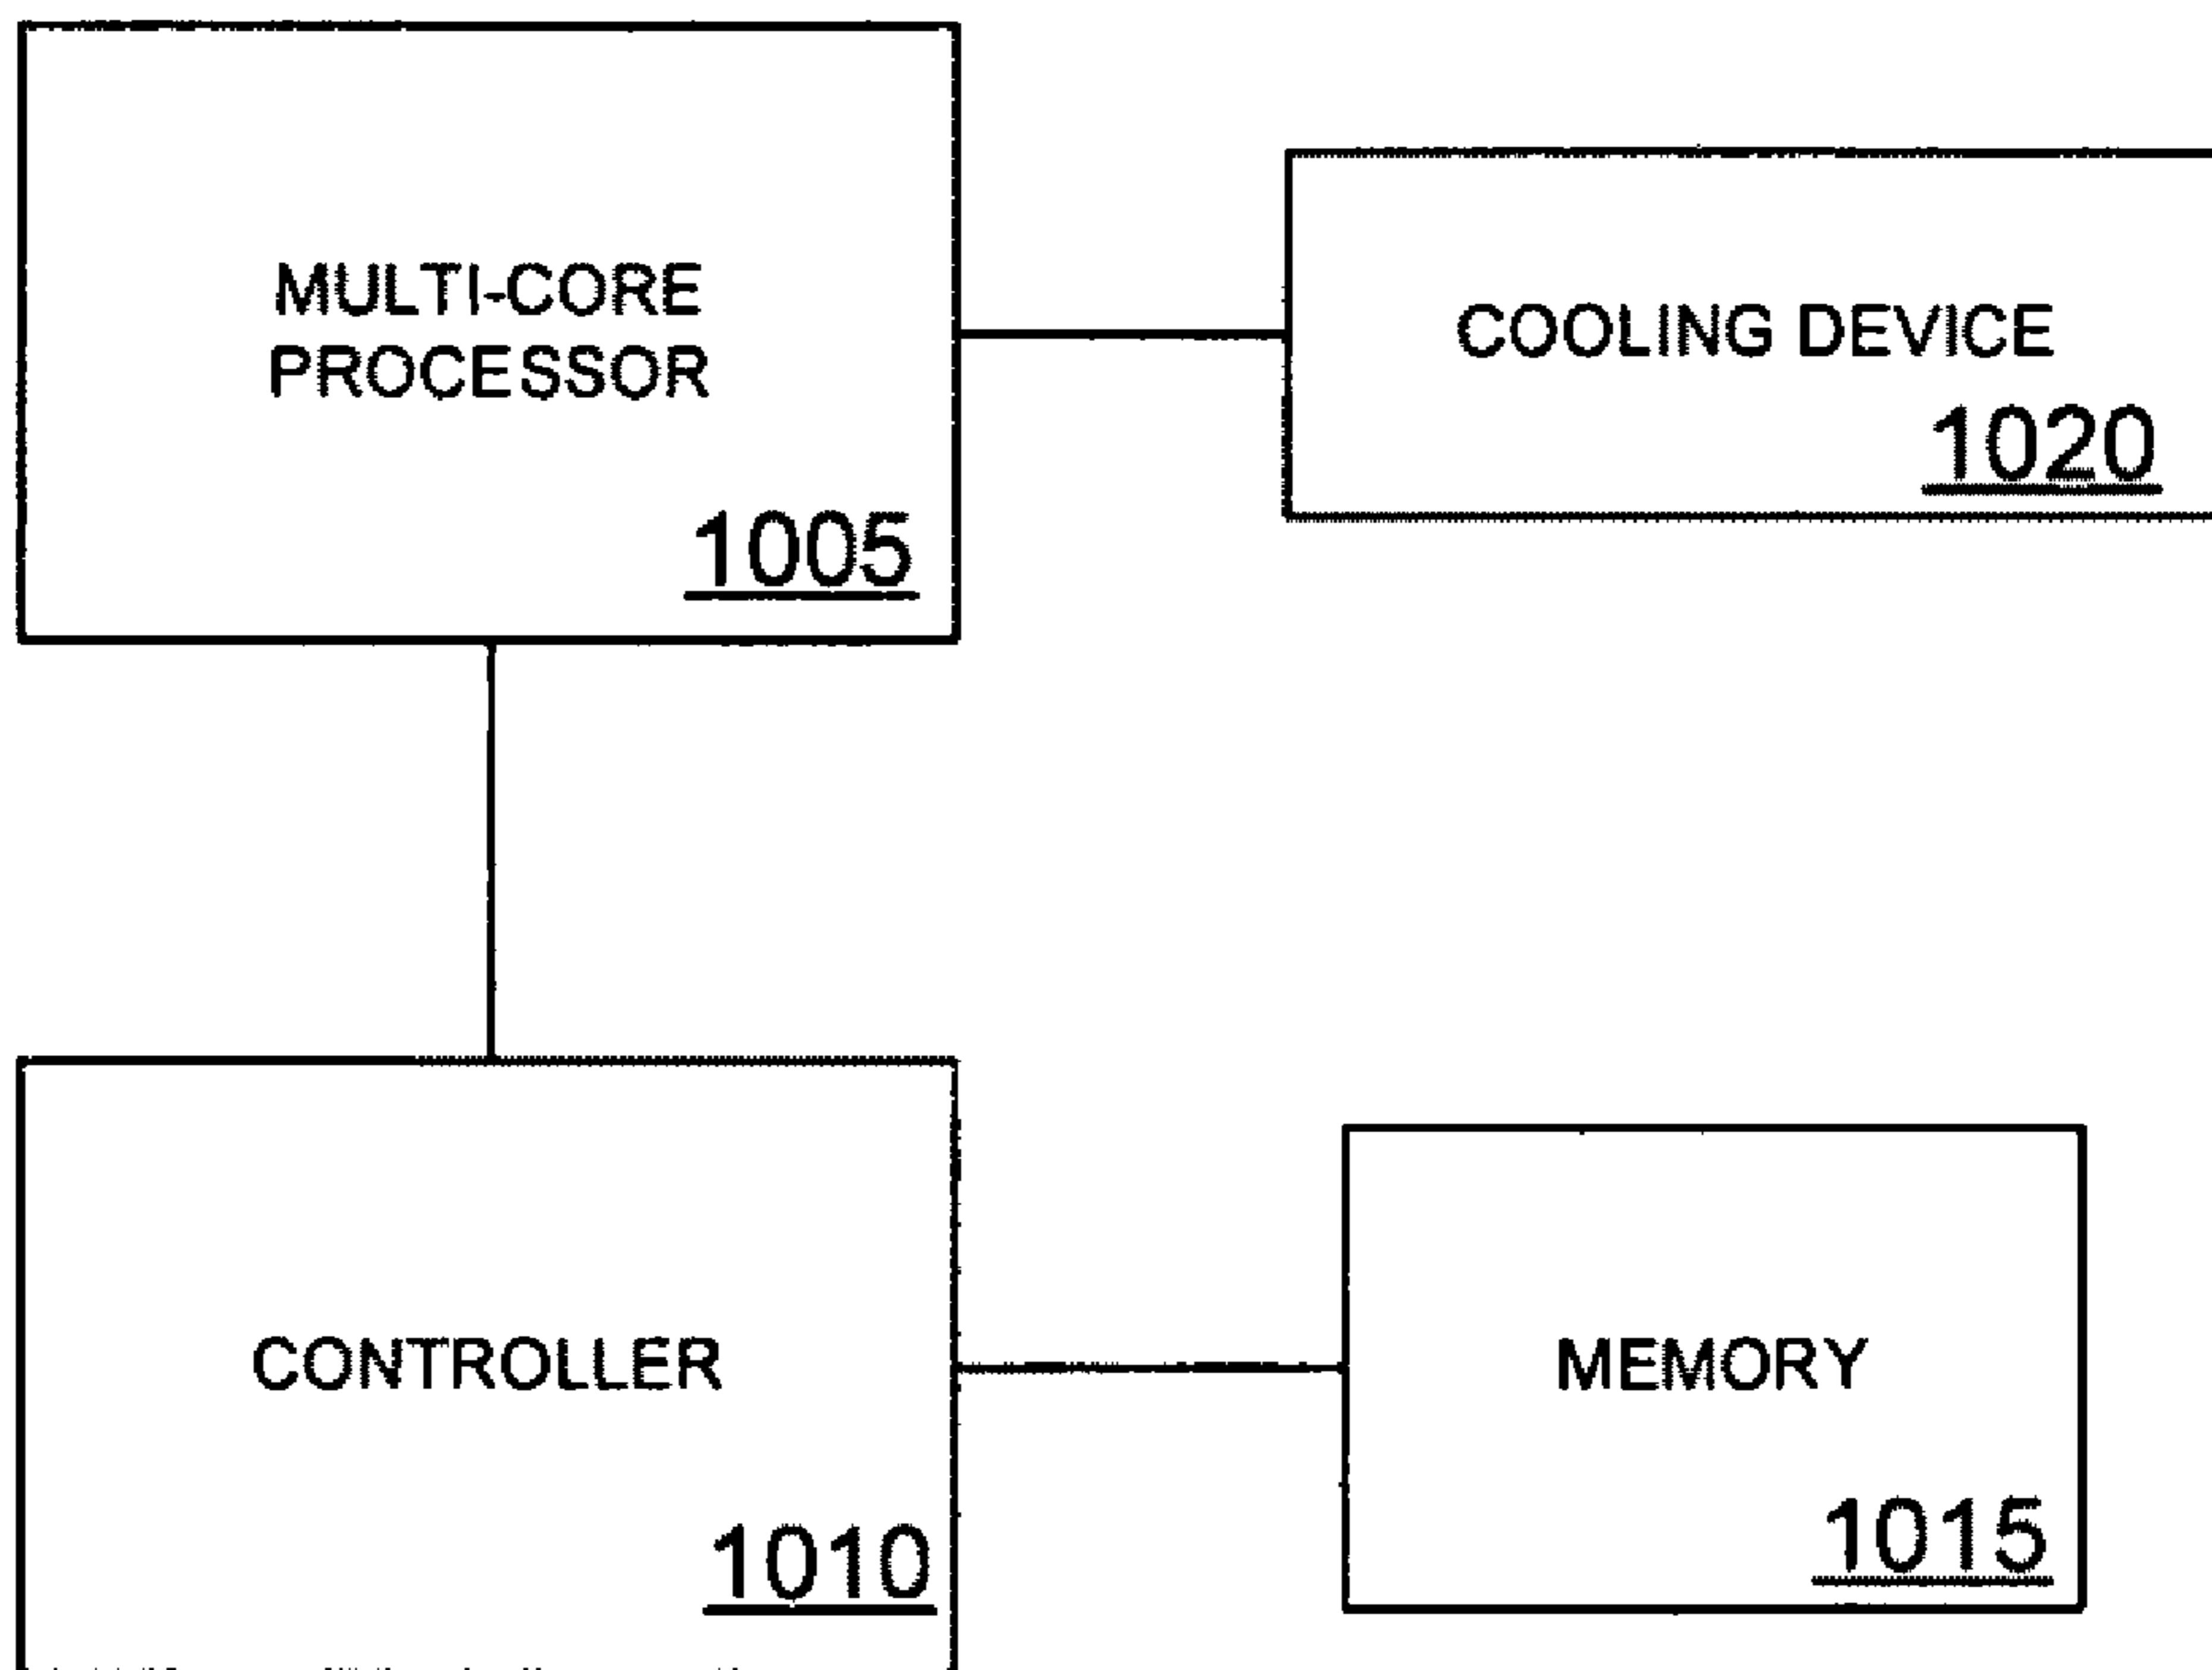 MULTI-CORE
PROCESSOR
1005
COOLING DEVICE
1020
CONTROLLER
1010
MEMORY
1015